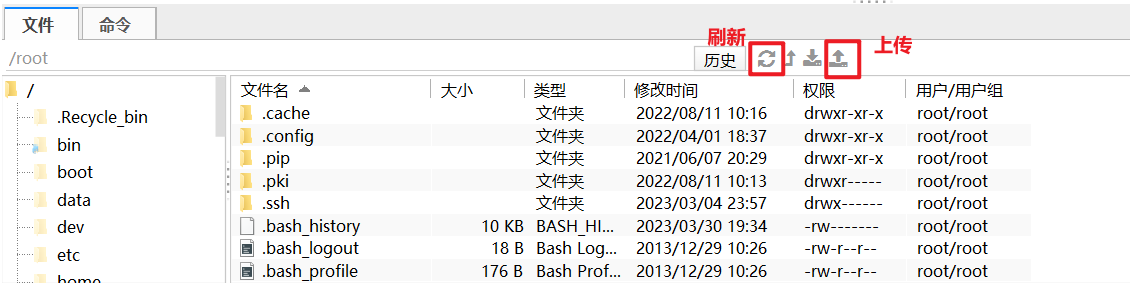 文件 命令
刷新 上传
/root 历史
/ 文件名 大小 类型 修改时间 权限 用户/用户组
.Recycle_bin .cache 文件夹 2022/08/11 10:16 drwxr-xr-x root/root
bin .config 文件夹 2022/04/01 18:37 drwxr-xr-x root/root
boot .pip 文件夹 2021/06/07 20:29 drwxr-xr-x root/root
data .pki 文件夹 2022/08/11 10:13 drwxr----- root/root
.ssh 文件夹 2023/03/04 23:57 drwx------ root/root
dev .bash_history 10 KB BASH_HI... 2023/03/30 19:34 -rw------- root/root
etc .bash_logout 18 B Bash Log... 2013/12/29 10:26 -rw-r--r-- root/root
home .bash_profile 176 B Bash Prof... 2013/12/29 10:26 -rw-r--r-- root/root